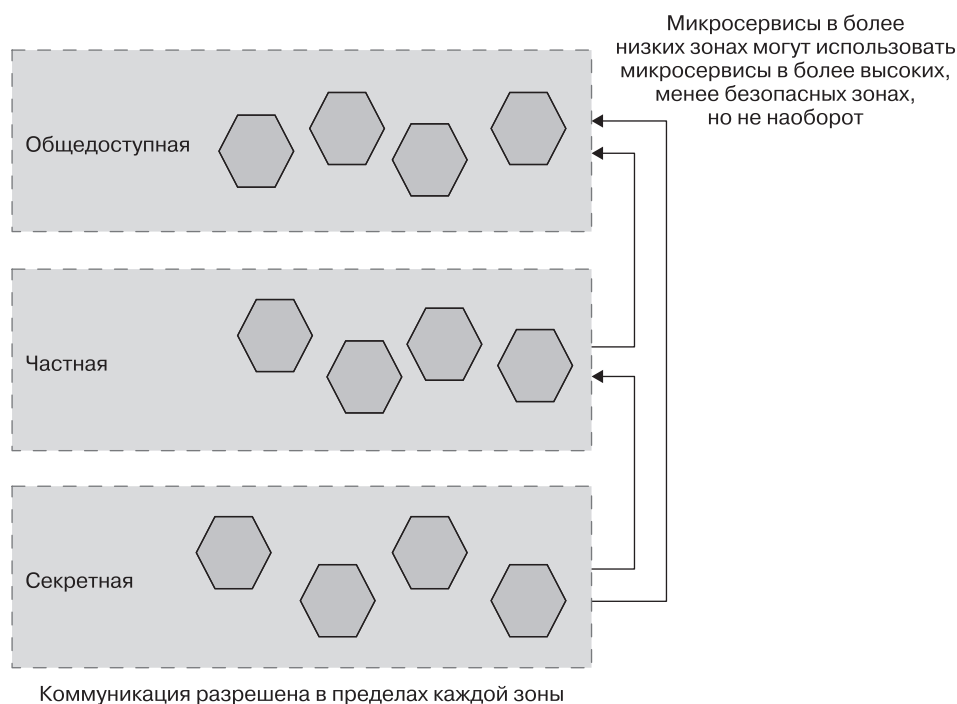 Микросервисы в более
низких зонах могут использовать
микросервисы в более высоких,
менее безопасных зонах,
но не наоборот
Общедоступная
Частная
Секретная
Коммуникация разрешена в пределах каждой зоны